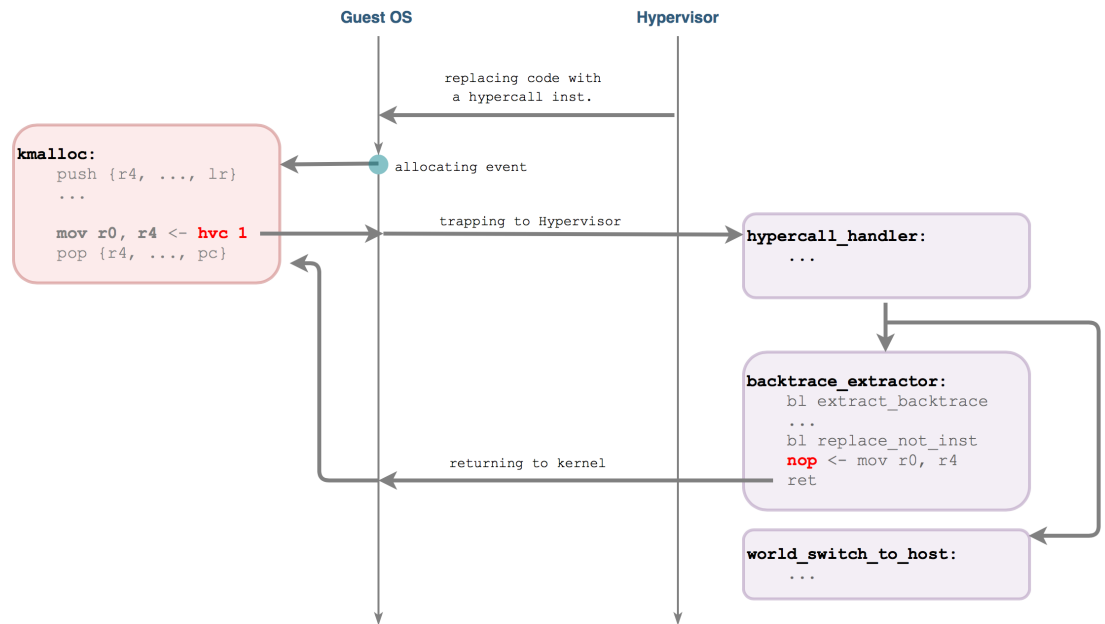 Guest OS
Hypervisor
replacing code with
a hypercall inst.
kmalloc:
push {r4, ..., lr}
...
mov r0, r4 <- hvc 1
pop {r4, ..., pc}
allocating event
trapping to Hypervisor
hypercall_handler:
...
backtrace_extractor:
bl extract_backtrace
...
bl replace_not_inst
nop <- mov r0, r4
ret
returning to kernel
world_switch_to_host:
...